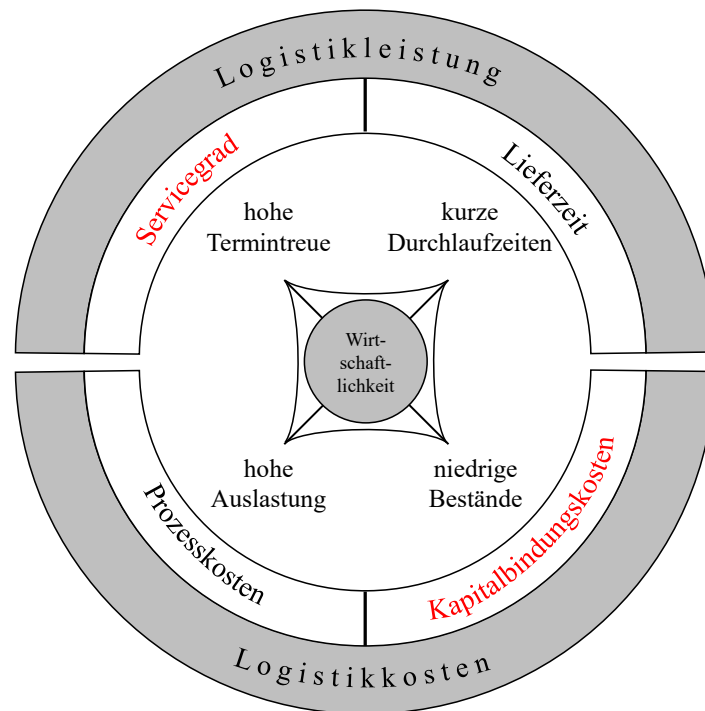 Logistikleistung
Servicegrad
Lieferzeit
hohe
Termintreue
kurze
Durchlaufzeiten
Wirt-
schaft-
lichkeit
hohe
Auslastung
niedrige
Bestände
Prozesskosten
Kapitalbindungskosten
Logistikkosten